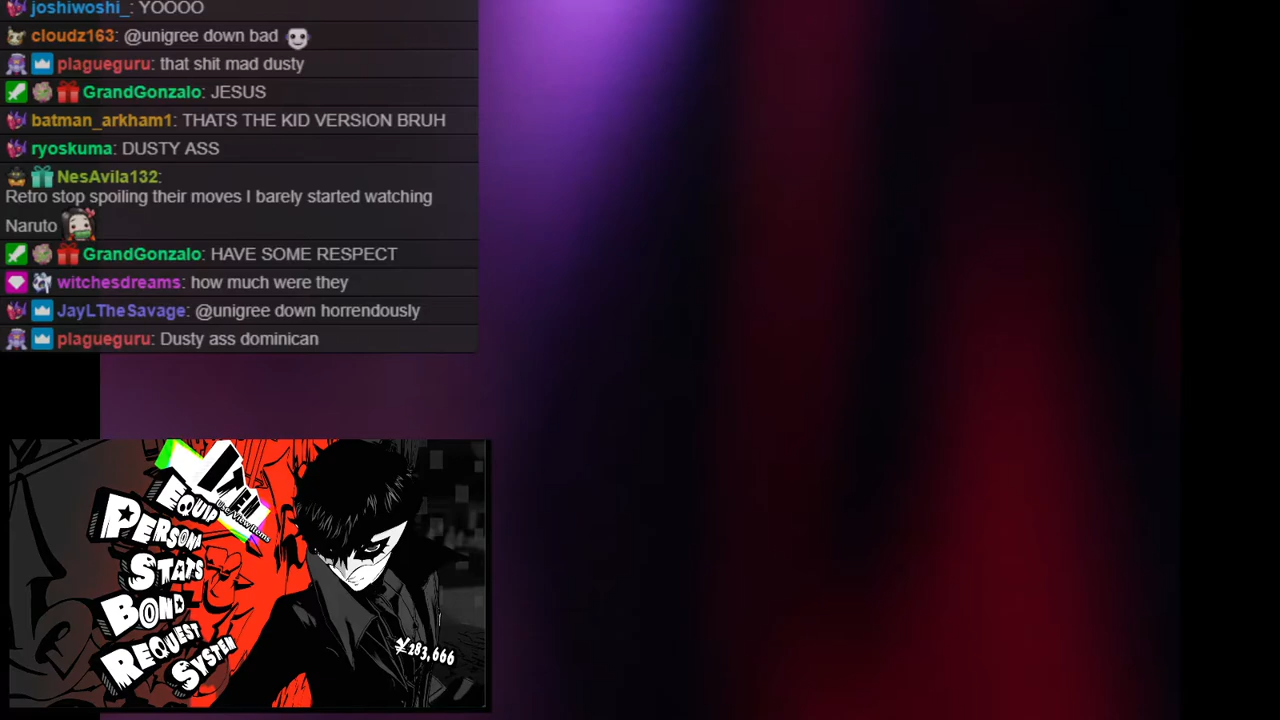 joshiwoshi_: YOOOO
cloudz163: @unigree down bad
plagueguru: that shit mad dusty
GrandGonzalo: JESUS
batman_arkham1: THATS THE KID VERSION BRUH
ryoskuma: DUSTY ASS
NesAvila132:
Retro stop spoiling their moves I barely started watching
Naruto
GrandGonzalo: HAVE SOME RESPECT
witchesdreams: how much were they
JayLTheSavage: @unigree down horrendously
plagueguru: Dusty ass dominican
ITEM
Use/View Items
EQUIP
PERSONA
STATS
BOND
REQUEST
SYSTEM
¥283,666